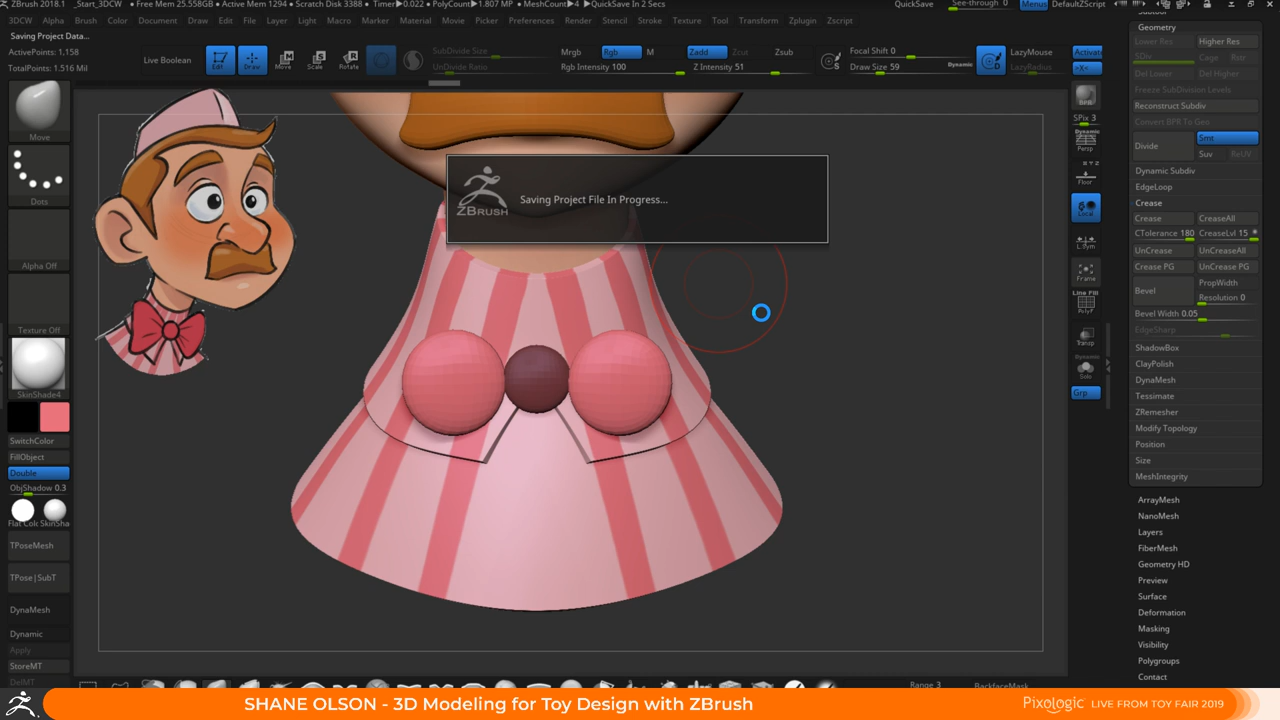 ZBrush 2018.1 Start_3DCW • Free Mem 25.558GB • Active Mem 1294 • Scratch Disk 3388 • Timer▶0.022 • PolyCount▶1.807 MP • MeshCount▶4 ▶QuickSave In 2 Secs QuickSave See-through 0 Menus DefaultZScript
3DCW Alpha Brush Color Document Draw Edit File Layer Light Macro Marker Material Movie Picker Preferences Render Stencil Stroke Texture Tool Transform Zplugin Zscript
Saving Project Data...
ActivePoints: 1,158
TotalPoints: 1.516 Mil
Live Boolean
Edit
Draw
Move
Scale
Rotate
SubDivide Size
UnDivide Ratio
Mrgb Rgb M
Rgb Intensity 100
Zadd Zcut Zsub
Z Intensity 51
Focal Shift 0
Draw Size 59 Dynamic
S
D
LazyMouse
LazyRadius
Activate
>X<
Move
Dots
Alpha Off
Texture Off
SkinShade4
SwitchColor
FillObject
Double
ObjShadow 0.3
Flat Colo SkinSha
TPoseMesh
TPose|SubT
DynaMesh
Dynamic
Apply
StoreMT
DelMT
ZBRUSH
Saving Project File In Progress...
BPR
SPix 3
Dynamic
Persp
Floor
Local
L.Sym
Frame
Line Fill
PolyF
Transp
Dynamic
Solo
Grp
Subtool
Geometry
Lower Res Higher Res
SDiv Cage Rstr
Del Lower Del Higher
Freeze SubDivision Levels
Reconstruct Subdiv
Convert BPR To Geo
Divide Smt
Suv ReUV
Dynamic Subdiv
EdgeLoop
Crease
Crease CreaseAll
CTolerance 180 CreaseLvl 15
UnCrease UnCreaseAll
Crease PG UnCrease PG
Bevel PropWidth
Resolution 0
Bevel Width 0.05
EdgeSharp
ShadowBox
ClayPolish
DynaMesh
Tessimate
ZRemesher
Modify Topology
Position
Size
MeshIntegrity
ArrayMesh
NanoMesh
Layers
FiberMesh
Geometry HD
Preview
Surface
Deformation
Masking
Visibility
Polygroups
Contact
Range 3 BackfaceMask
SHANE OLSON - 3D Modeling for Toy Design with ZBrush
PIXOLOGIC LIVE FROM TOY FAIR 2019